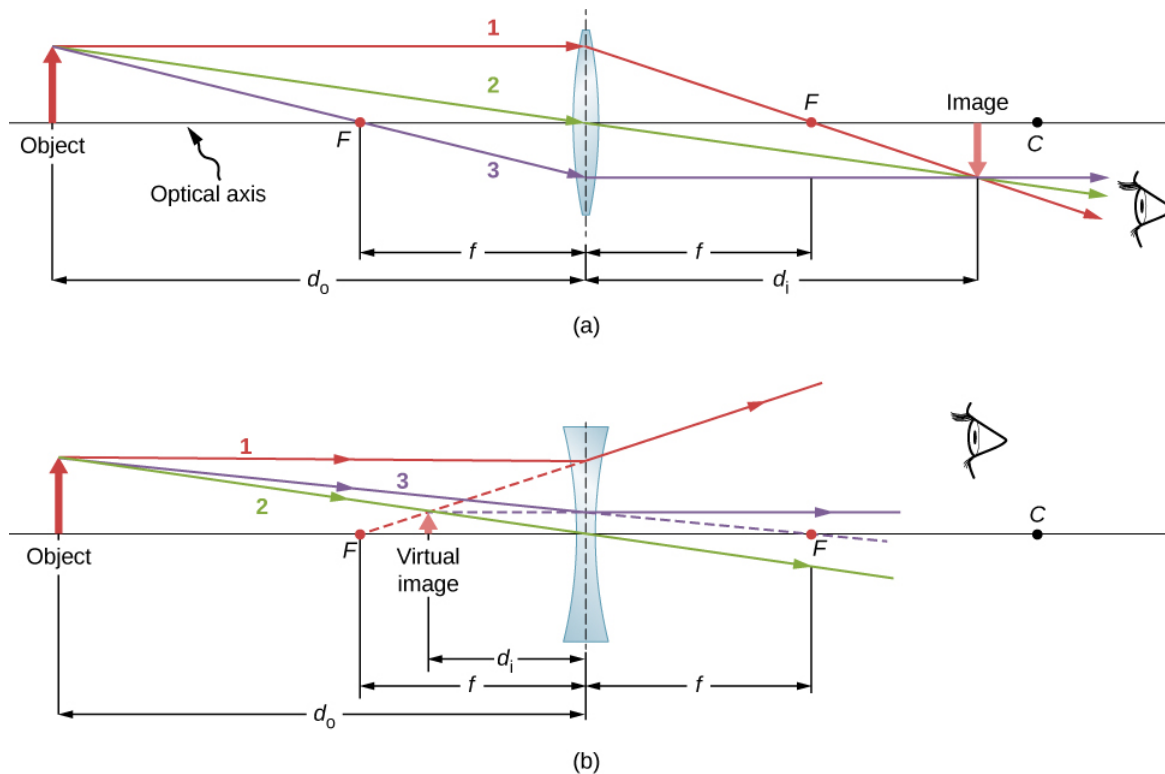 1
2
F
Image
Object
F
C
3
Optical axis
f
f
dₒ
dᵢ
(a)
1
3
2
C
Object
F
Virtual
image
F
dᵢ
f
f
dₒ
(b)